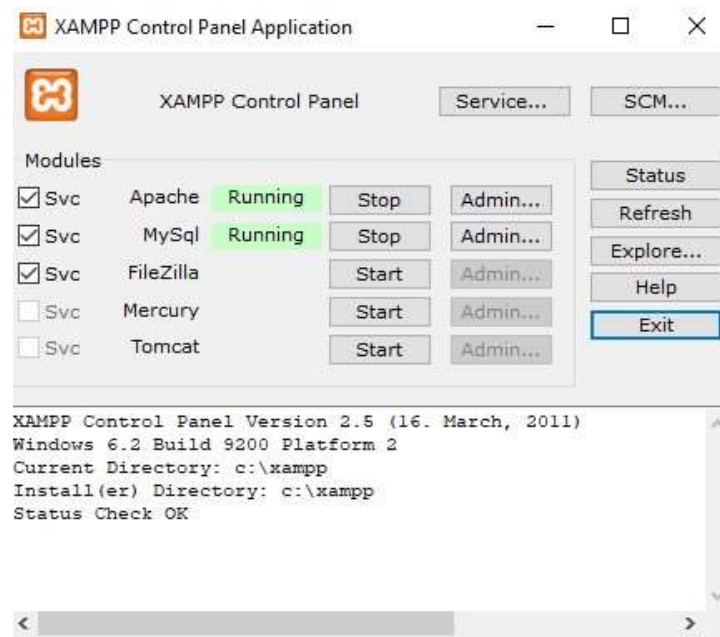 XAMPP Control Panel Application
XAMPP Control Panel Service... SCM...
Modules
Status
Svc Apache Running Stop Admin...
Refresh
Svc MySql Running Stop Admin...
Explore...
Svc FileZilla Start Admin...
Help
Svc Mercury Start Admin...
Exit
Svc Tomcat Start Admin...
XAMPP Control Panel Version 2.5 (16. March, 2011)
Windows 6.2 Build 9200 Platform 2
Current Directory: c:\xampp
Install(er) Directory: c:\xampp
Status Check OK